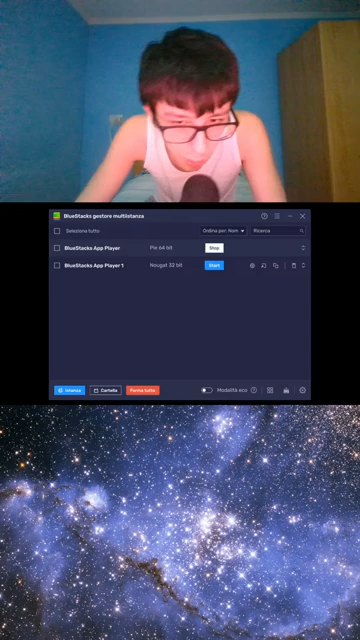 BlueStacks gestore multiistanza
Seleziona tutto
Ordina per: Nom
Ricerca
BlueStacks App Player
Pie 64 bit
Stop
BlueStacks App Player 1
Nougat 32 bit
Start
Istanza
Cartella
Ferma tutto
Modalità eco